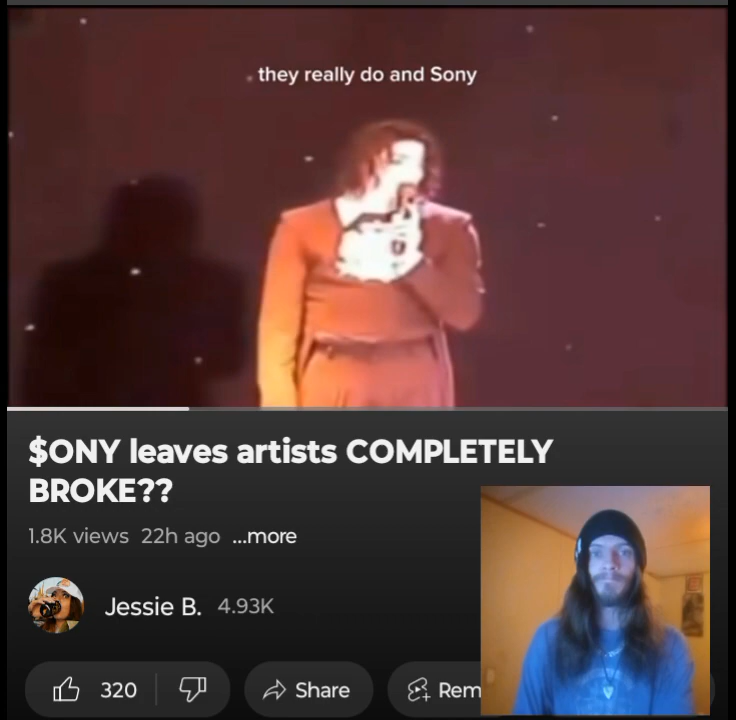 they really do and Sony
$ONY leaves artists COMPLETELY
BROKE??
1.8K views 22h ago ...more
Jessie B. 4.93K
320
Share
Rem